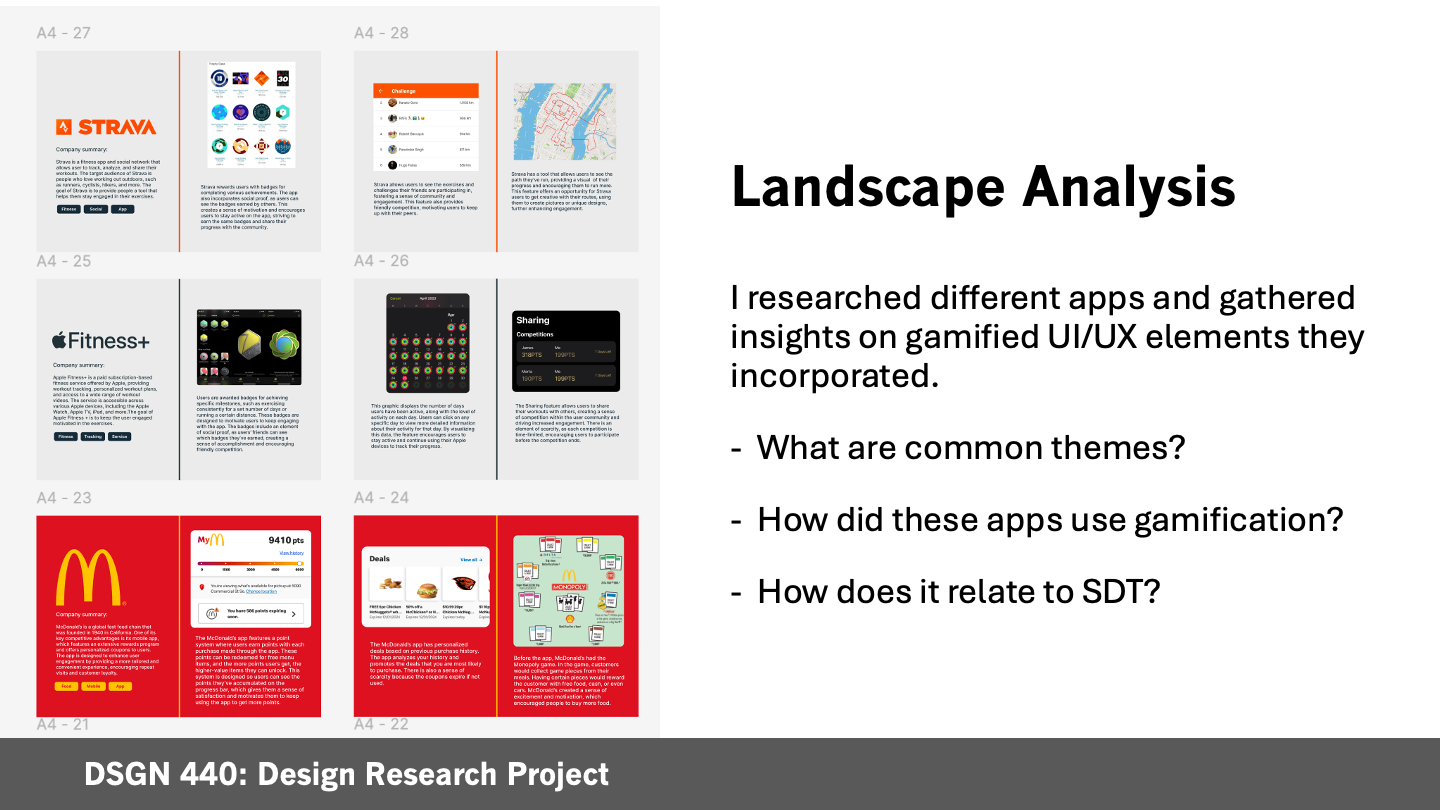 A4 - 27
STRAVA
Company summary:
Strava is a fitness app and social network that
allows user to track, analyze, and share their
workouts. The target audience of Strava is
people who love working out outdoors, such
as runners, cyclists, hikers, and more. The
goal of Strava is to provide people a tool that
helps them stay engaged in their exercises.
Fitness
Social
App
Strava rewards users with badges for
completing various achievements. The app
also incorporates social proof, as users can
see the badges earned by others. This
creates a sense of motivation and encourages
users to stay active on the app, striving to
earn the same badges and share their
progress with the community.
A4 - 28
Challenge
Strava allows users to see the exercises and
challenges their friends are participating in,
fostering a sense of community and
engagement. This feature also provides
friendly competition, motivating users to keep
up with their peers.
Strava has a tool that allows users to see the
path they've run, providing a visual of their
progress and encouraging them to run more.
This feature offers an opportunity for Strava
users to get creative with their routes, using
them to create pictures or unique designs,
further enhancing engagement.
A4 - 25
Fitness+
Company summary:
Apple Fitness+ is a paid subscription-based
fitness service offered by Apple, providing
workout tracking, personalized workout plans,
and access to a wide range of workout
videos. The service is accessible across
various Apple devices, including the Apple
Watch, Apple TV, iPad, and more.The goal of
Apple Fitness + is to keep the user engaged
motivated in the exercises.
Fitness
Tracking
Service
Users are awarded badges for achieving
specific milestones, such as exercising
consistently for a set number of days or
running a certain distance. These badges are
designed to motivate users to keep engaging
with the app. The badges include an element
of social proof, as users' friends can see
which badges they've earned, creating a
sense of accomplishment and encouraging
friendly competition.
A4 - 26
April 2023
Apr
This graphic displays the number of days
users have been active, along with the level of
activity on each day. Users can click on any
specific day to view more detailed information
about their activity for that day. By visualizing
this data, the feature encourages users to
stay active and continue using their Apple
devices to track their progress.
Sharing
Competitions
318PTS
199PTS
190PTS
199PTS
The Sharing feature allows users to share
their workouts with others, creating a sense
of competition within the user community and
driving increased engagement. There is an
element of scarcity, as each competition is
time-limited, encouraging users to participate
before the competition ends.
A4 - 23
Company summary:
McDonald's is a global fast food chain that
was founded in 1940 in California. One of its
key competitive advantages is its mobile app,
which features an extensive rewards program
and offers personalized coupons to users.
The app is designed to enhance user
engagement by providing a more tailored and
convenient experience, encouraging repeat
visits and customer loyalty.
Food
Mobile
App
My
9410 pts
View history
You have 586 points expiring
soon.
The McDonald's app features a point
system where users earn points with each
purchase made through the app. These
points can be redeemed for free menu
items, and the more points users get, the
higher-value items they can unlock. This
system is designed so users can see the
points they've accumulated on the
progress bar, which gives them a sense of
satisfaction and motivates them to keep
using the app to get more points.
A4 - 24
Deals
View all
The McDonald's app has personalized
deals based on previous purchase history.
The app analyzes your history and
promotes the deals that you are most likely
to purchase. There is also a sense of
scarcity because the coupons expire if not
used.
MONOPOLY
Before the app, McDonald's had the
Monopoly game. In the game, customers
would collect game pieces from their
meals. Having certain pieces would reward
the customer with free food, cash, or even
cars. McDonald's created a sense of
excitement and motivation, which
encouraged people to buy more food.
A4 - 21
A4 - 22
Landscape Analysis
I researched different apps and gathered
insights on gamified UI/UX elements they
incorporated.
- What are common themes?
- How did these apps use gamification?
- How does it relate to SDT?
DSGN 440: Design Research Project